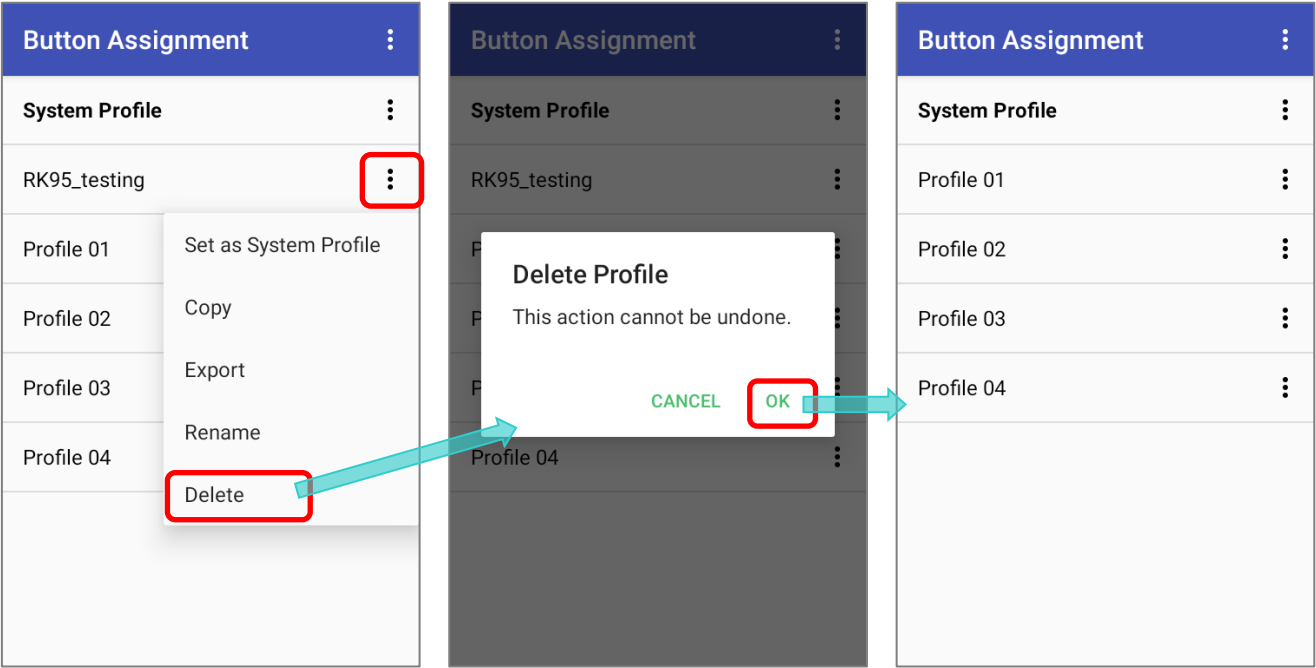 Button Assignment
System Profile
RK95_testing
Profile 01
Profile 02
Profile 03
Profile 04
Set as System Profile
Copy
Export
Rename
Delete
Button Assignment
System Profile
RK95_testing
P
P
P
Profile 04
Delete Profile
This action cannot be undone.
CANCEL OK
Button Assignment
System Profile
Profile 01
Profile 02
Profile 03
Profile 04